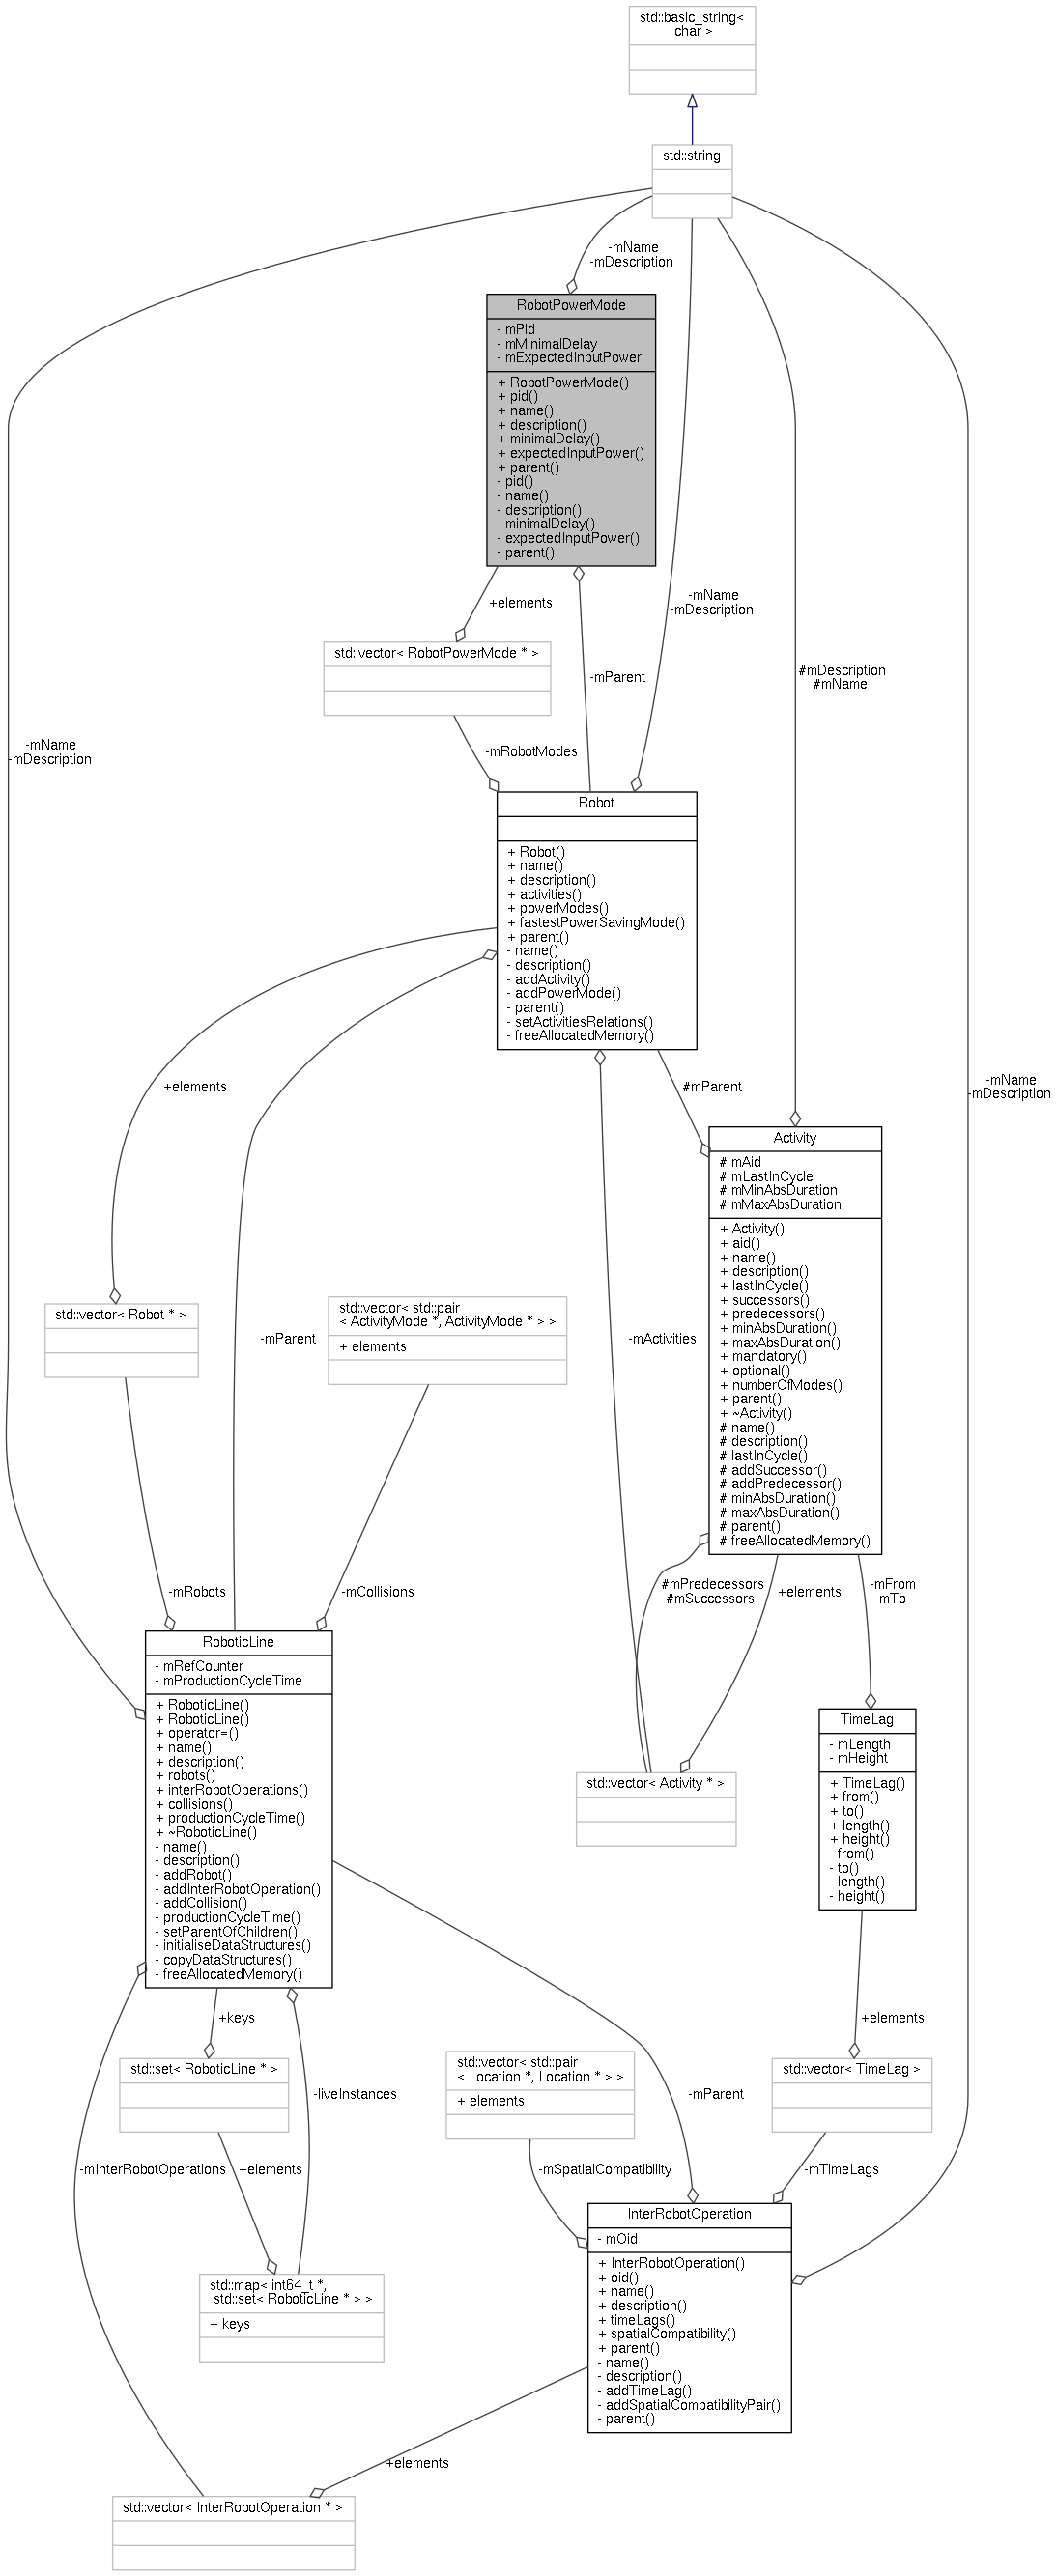 std::basic_string<
char >
std::string
-mName
-mDescription
RobotPowerMode
- mPid
- mMinimalDelay
- mExpectedInputPower
+ RobotPowerMode()
+ pid()
+ name()
+ description()
+ minimalDelay()
+ expectedInputPower()
+ parent()
- pid()
- name()
- description()
- minimalDelay()
- expectedInputPower()
- parent()
+elements
-mName
-mDescription
std::vector< RobotPowerMode * >
-mParent
#mDescription
#mName
-mName
-mDescription
-mRobotModes
Robot
+ Robot()
+ name()
+ description()
+ activities()
+ powerModes()
+ fastestPowerSavingMode()
+ parent()
- name()
- description()
- addActivity()
- addPowerMode()
- parent()
- setActivitiesRelations()
- freeAllocatedMemory()
+elements
#mParent
-mName
-mDescription
Activity
# mAid
# mLastInCycle
# mMinAbsDuration
# mMaxAbsDuration
+ Activity()
+ aid()
+ name()
+ description()
+ lastInCycle()
+ successors()
+ predecessors()
+ minAbsDuration()
+ maxAbsDuration()
+ mandatory()
+ optional()
+ numberOfModes()
+ parent()
+ ~Activity()
# name()
# description()
# lastInCycle()
# addSuccessor()
# addPredecessor()
# minAbsDuration()
# maxAbsDuration()
# parent()
# freeAllocatedMemory()
std::vector< Robot * >
std::vector< std::pair
< ActivityMode *, ActivityMode * > >
+ elements
-mParent
-mActivities
-mRobots
-mCollisions
#mPredecessors
#mSuccessors
+elements
-mFrom
-mTo
RoboticLine
- mRefCounter
- mProductionCycleTime
+ RoboticLine()
+ RoboticLine()
+ operator=()
+ name()
+ description()
+ robots()
+ interRobotOperations()
+ collisions()
+ productionCycleTime()
+ ~RoboticLine()
- name()
- description()
- addRobot()
- addInterRobotOperation()
- addCollision()
- productionCycleTime()
- setParentOfChildren()
- initialiseDataStructures()
- copyDataStructures()
- freeAllocatedMemory()
std::vector< Activity * >
TimeLag
- mLength
- mHeight
+ TimeLag()
+ from()
+ to()
+ length()
+ height()
- from()
- to()
- length()
- height()
+keys
+elements
std::set< RoboticLine * >
-liveInstances
std::vector< std::pair
< Location *, Location * > >
+ elements
-mParent
std::vector< TimeLag >
-mInterRobotOperations
+elements
-mSpatialCompatibility
-mTimeLags
std::map< int64_t *,
std::set< RoboticLine * > >
+ keys
InterRobotOperation
- mOid
+ InterRobotOperation()
+ oid()
+ name()
+ description()
+ timeLags()
+ spatialCompatibility()
+ parent()
- name()
- description()
- addTimeLag()
- addSpatialCompatibilityPair()
- parent()
+elements
std::vector< InterRobotOperation * >